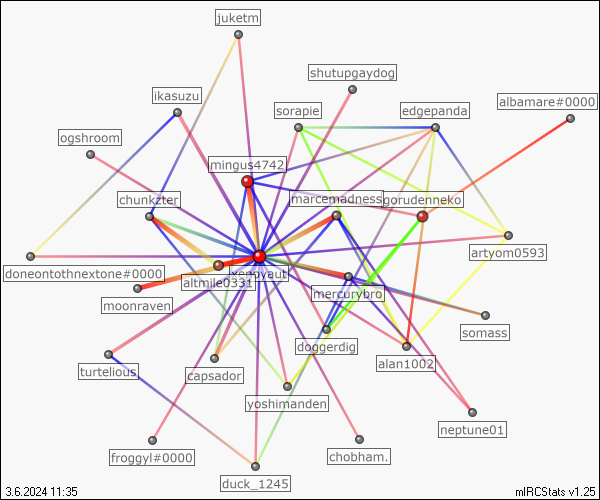 juketm
shutupgaydog
ikasuzu
sorapie
edgepanda
albamare#0000
ogshroom
mingus4742
chunkzter
marcemadness
gorudenneko
artyom0593
doneontothnextone#0000
xenoyaut
altmile0331
mercurybro
moonraven
somass
doggerdig
alan1002
turtelious
capsador
yoshimanden
neptune01
froggyl#0000
chobham.
duck_1245
3.6.2024 11:35
mIRCStats v1.25